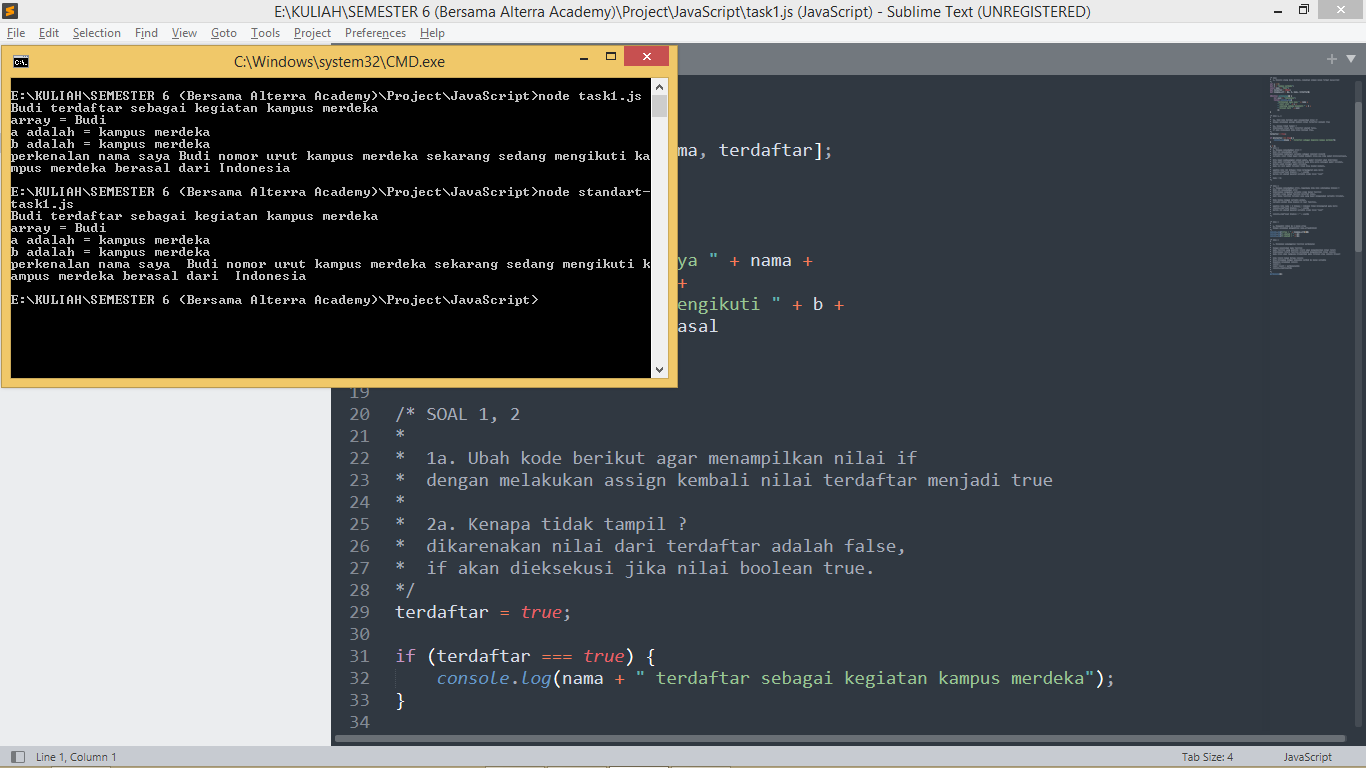 E:\KULIAH\SEMESTER 6 (Bersama Alterra Academy)\Project\JavaScript\task1.js (JavaScript) - Sublime Text (UNREGISTERED)
File Edit Selection Find View Goto Tools Project Preferences Help
C:\Windows\system32\CMD.exe
E:\KULIAH\SEMESTER 6 (Bersama Alterra Academy)\Project\JavaScript>node task1.js
Budi terdaftar sebagai kegiatan kampus merdeka
array = Budi
a adalah = kampus merdeka
b adalah = kampus merdeka
perkenalan nama saya Budi nomor urut kampus merdeka sekarang sedang mengikuti ka
mpus merdeka berasal dari Indonesia
E:\KULIAH\SEMESTER 6 (Bersama Alterra Academy)\Project\JavaScript>node standart-
task1.js
Budi terdaftar sebagai kegiatan kampus merdeka
array = Budi
a adalah = kampus merdeka
b adalah = kampus merdeka
perkenalan nama saya  Budi nomor urut kampus merdeka sekarang sedang mengikuti k
ampus merdeka berasal dari  Indonesia
E:\KULIAH\SEMESTER 6 (Bersama Alterra Academy)\Project\JavaScript>
ma, terdaftar];
ya " + nama +
+
engikuti " + b +
asal
19
20 /* SOAL 1, 2
21 *
22 *  1a. Ubah kode berikut agar menampilkan nilai if
23 *  dengan melakukan assign kembali nilai terdaftar menjadi true
24 *
25 *  2a. Kenapa tidak tampil ?
26 *  dikarenakan nilai dari terdaftar adalah false,
27 *  if akan dieksekusi jika nilai boolean true.
28 */
29 terdaftar = true;
30
31 if (terdaftar === true) {
32     console.log(nama + " terdaftar sebagai kegiatan kampus merdeka");
33 }
34
Line 1, Column 1 Tab Size: 4 JavaScript